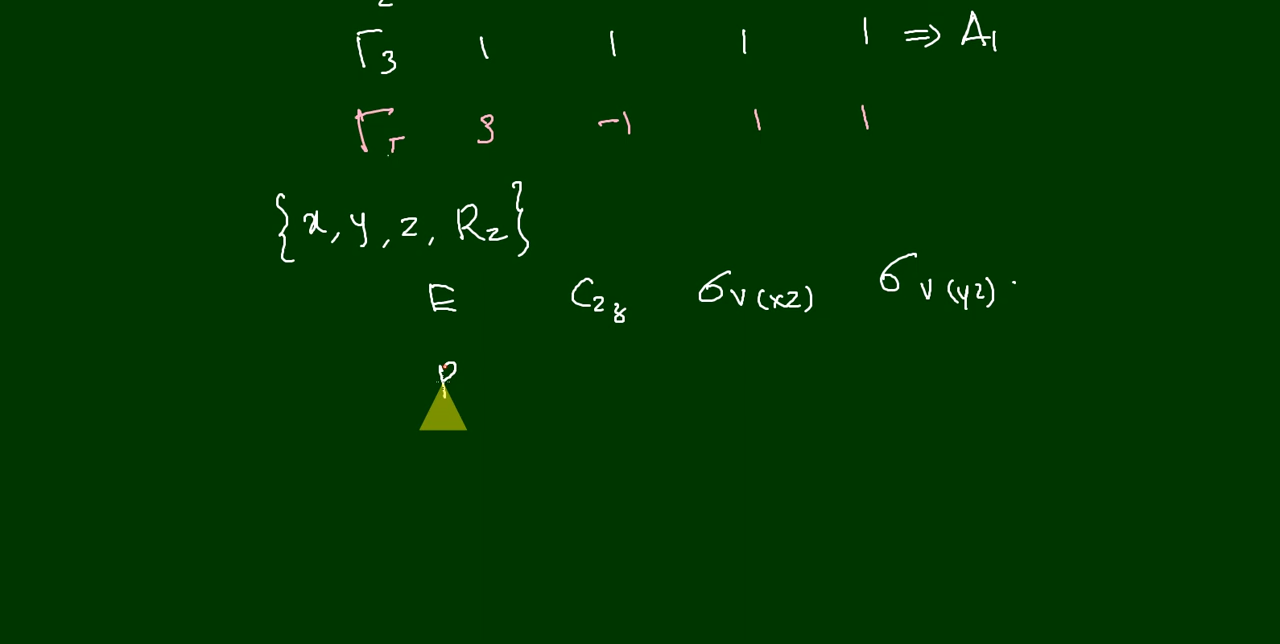 Γ3 1 1 1 1 ⇒ A1
ΓT 3 -1 1 1
{x, y, z, Rz}
E C2z σv(xz) σv(yz).
P